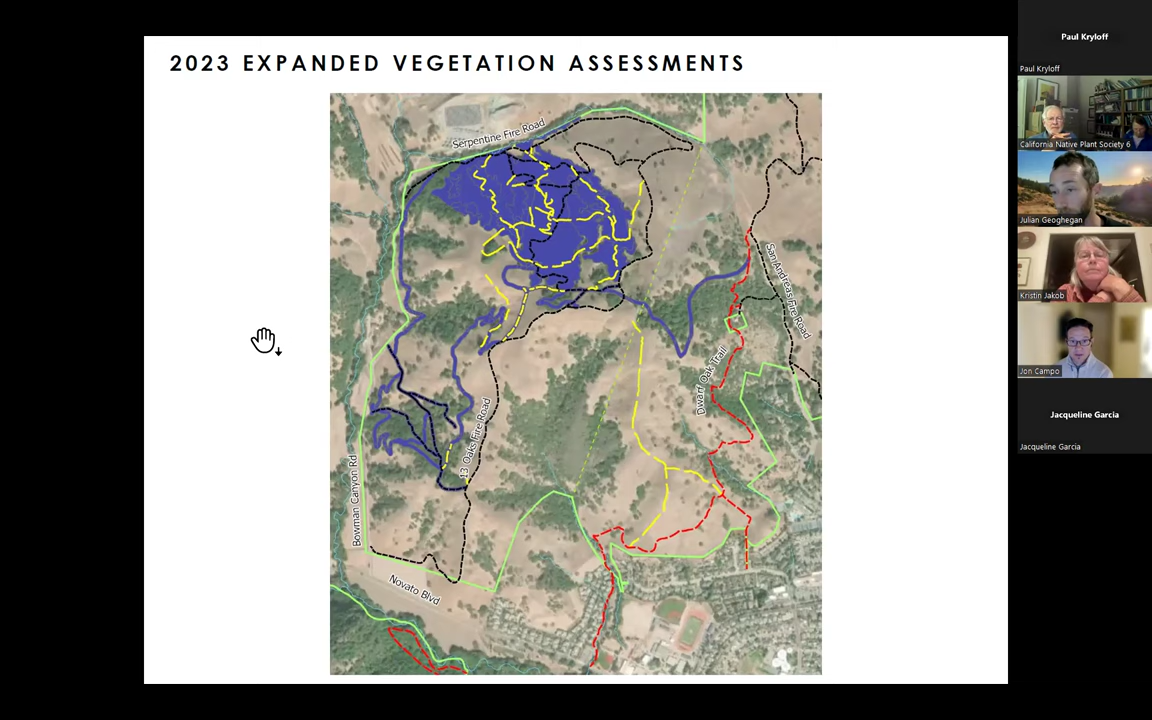 2023 EXPANDED VEGETATION ASSESSMENTS
Serpentine Fire Road
San Andreas Fire Road
Dwarf Oak Trail
13 Oaks Fire Road
Bowman Canyon Rd
Novato Blvd
Paul Kryloff
Paul Kryloff
California Native Plant Society 6
Julian Geoghegan
Kristin Jakob
Jon Campo
Jacqueline Garcia
Jacqueline Garcia